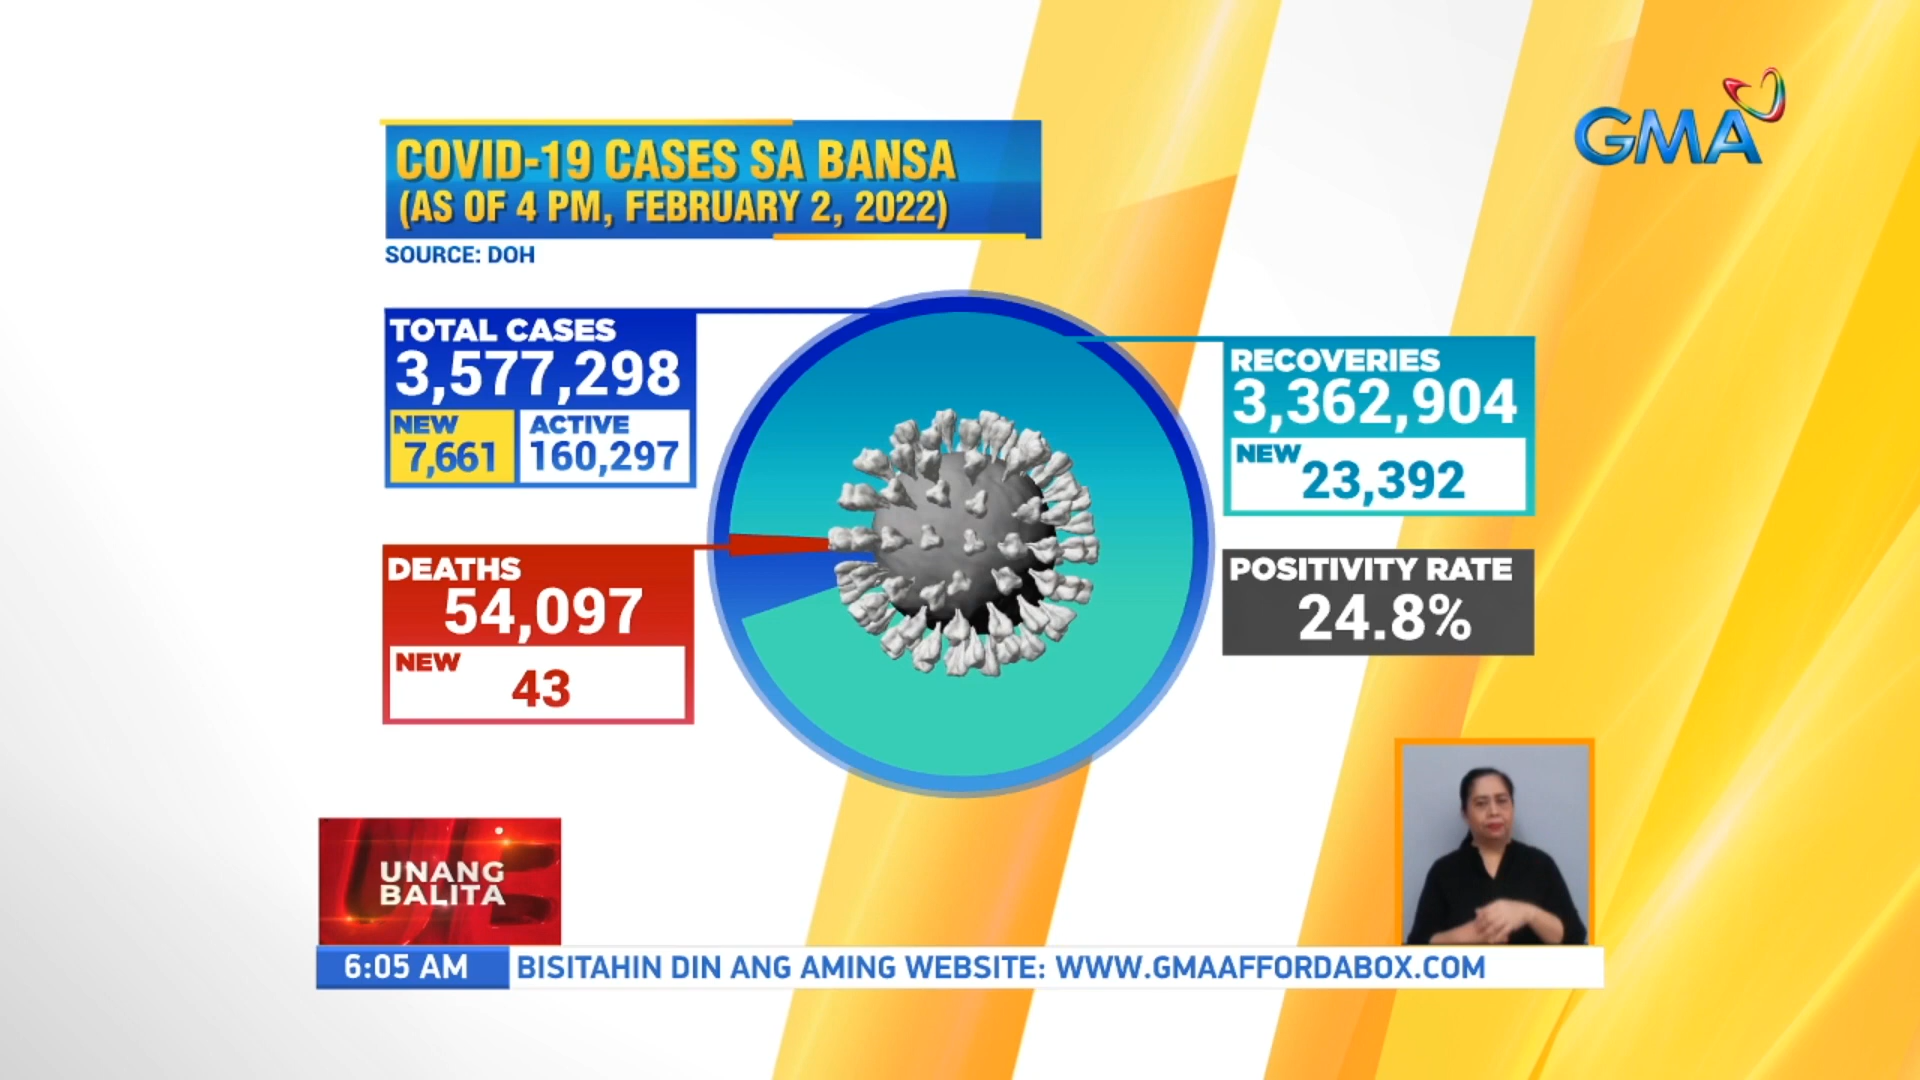 GMA
COVID-19 CASES SA BANSA
(AS OF 4 PM, FEBRUARY 2, 2022)
SOURCE: DOH
TOTAL CASES
3,577,298
NEW
7,661
ACTIVE
160,297
RECOVERIES
3,362,904
NEW
23,392
DEATHS
54,097
NEW
43
POSITIVITY RATE
24.8%
UNANG
BALITA
6:05 AM
BISITAHIN DIN ANG AMING WEBSITE: WWW.GMAAFFORDABOX.COM